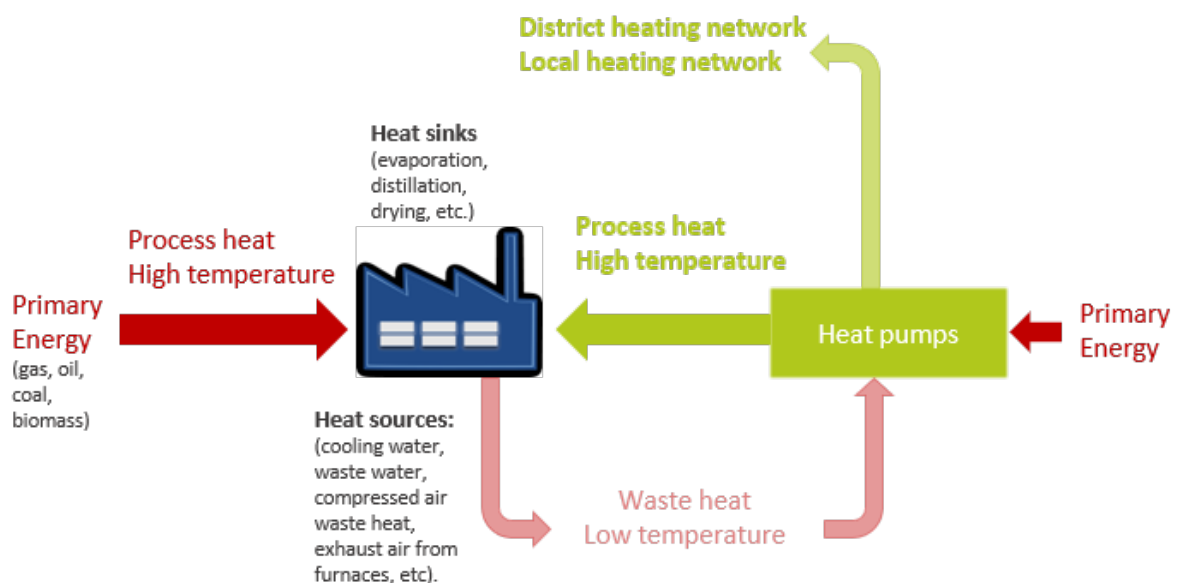 District heating network
Local heating network
Heat sinks
(evaporation,
distillation,
drying, etc.)
Process heat
High temperature
Process heat
High temperature
Primary
Energy
(gas, oil,
coal,
biomass)
Heat pumps
Primary
Energy
Heat sources:
(cooling water,
waste water,
compressed air
waste heat,
exhaust air from
furnaces, etc).
Waste heat
Low temperature